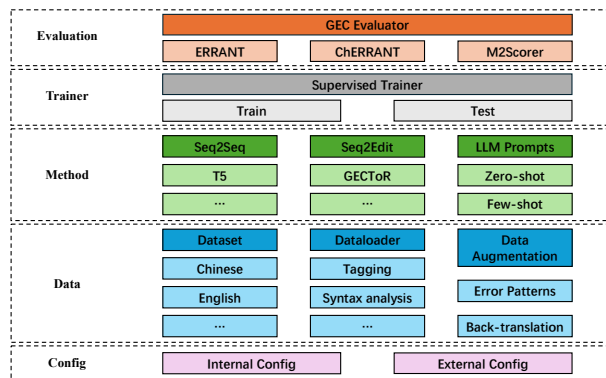 GEC Evaluator
Evaluation
ERRANT
ChERRANT
M2Scorer
Supervised Trainer
Trainer
Train
Test
Seq2Seq
Seq2Edit
LLM Prompts
Method
T5
GECToR
Zero-shot
...
...
Few-shot
Dataset
Dataloader
Data
Augmentation
Chinese
Tagging
Data
English
Syntax analysis
Error Patterns
...
...
Back-translation
Config
Internal Config
External Config